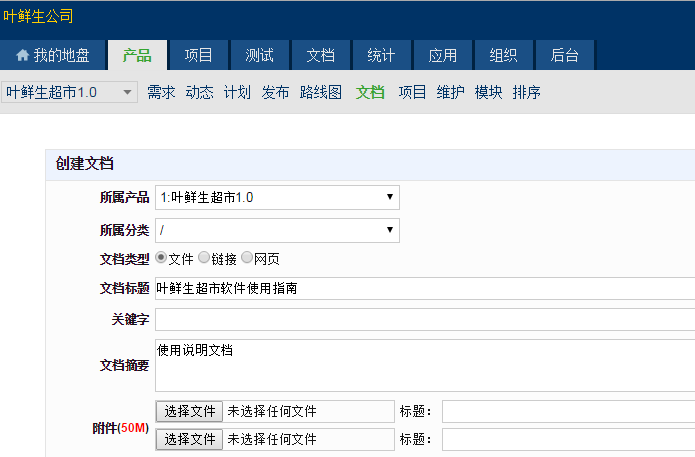 叶鲜生公司
我的地盘 产品 项目 测试 文档 统计 应用 组织 后台
叶鲜生超市1.0 需求 动态 计划 发布 路线图 文档 项目 维护 模块 排序
创建文档
所属产品 1:叶鲜生超市1.0
所属分类 /
文档类型 文件 链接 网页
文档标题 叶鲜生超市软件使用指南
关键字
文档摘要 使用说明文档
附件(50M) 选择文件 未选择任何文件 标题：
选择文件 未选择任何文件 标题：